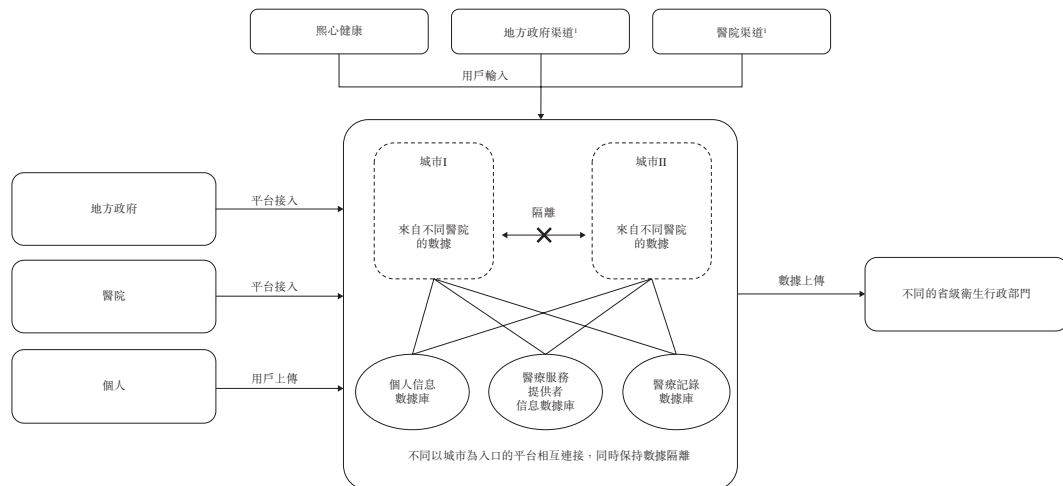 熙心健康
地方政府渠道¹
醫院渠道¹
用戶輸入
城市I
城市II
地方政府
平台接入
隔離
來自不同醫院
的數據
來自不同醫院
的數據
醫院
平台接入
數據上傳
不同的省級衛生行政部門
個人
用戶上傳
個人信息
數據庫
醫療服務
提供者
信息數據庫
醫療記錄
數據庫
不同以城市為入口的平台相互連接，同時保持數據隔離